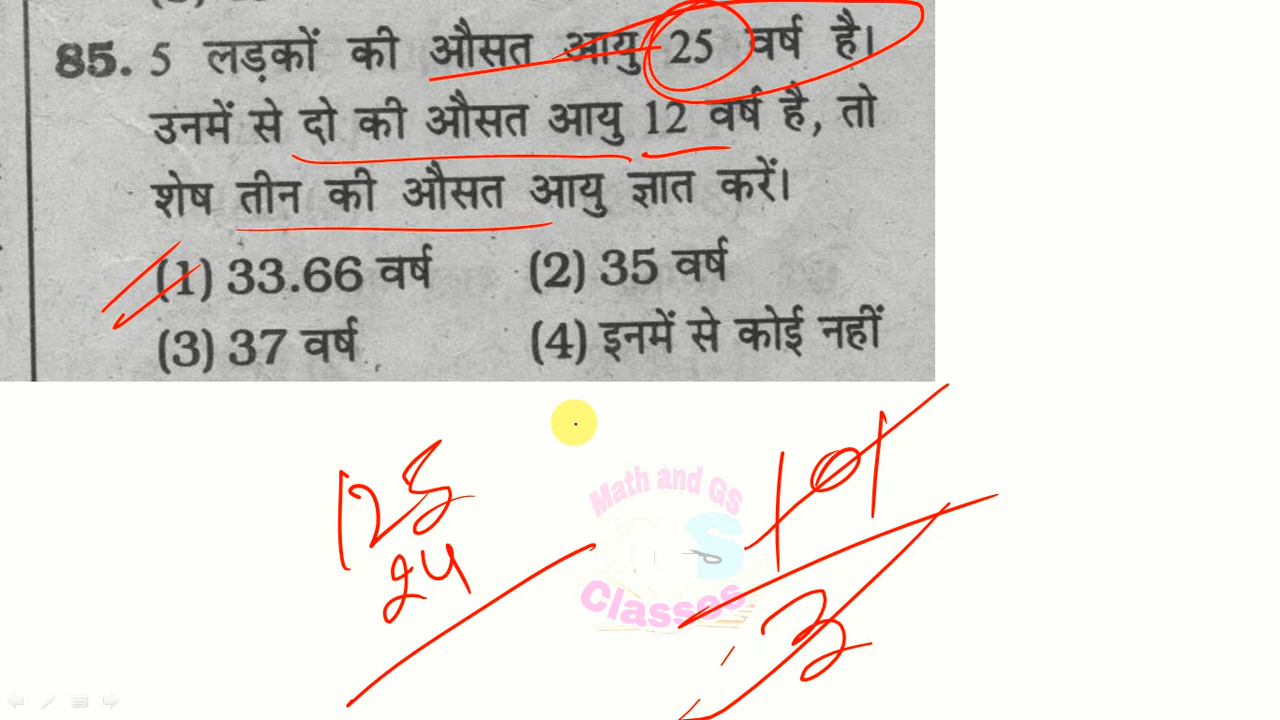 85. 5 लड़कों की औसत आयु 25 वर्ष है।
उनमें से दो की औसत आयु 12 वर्ष है, तो
शेष तीन की औसत आयु ज्ञात करें।
(1) 33.66 वर्ष (2) 35 वर्ष
(3) 37 वर्ष (4) इनमें से कोई नहीं
125
24
101
3
Math and GS
Classes